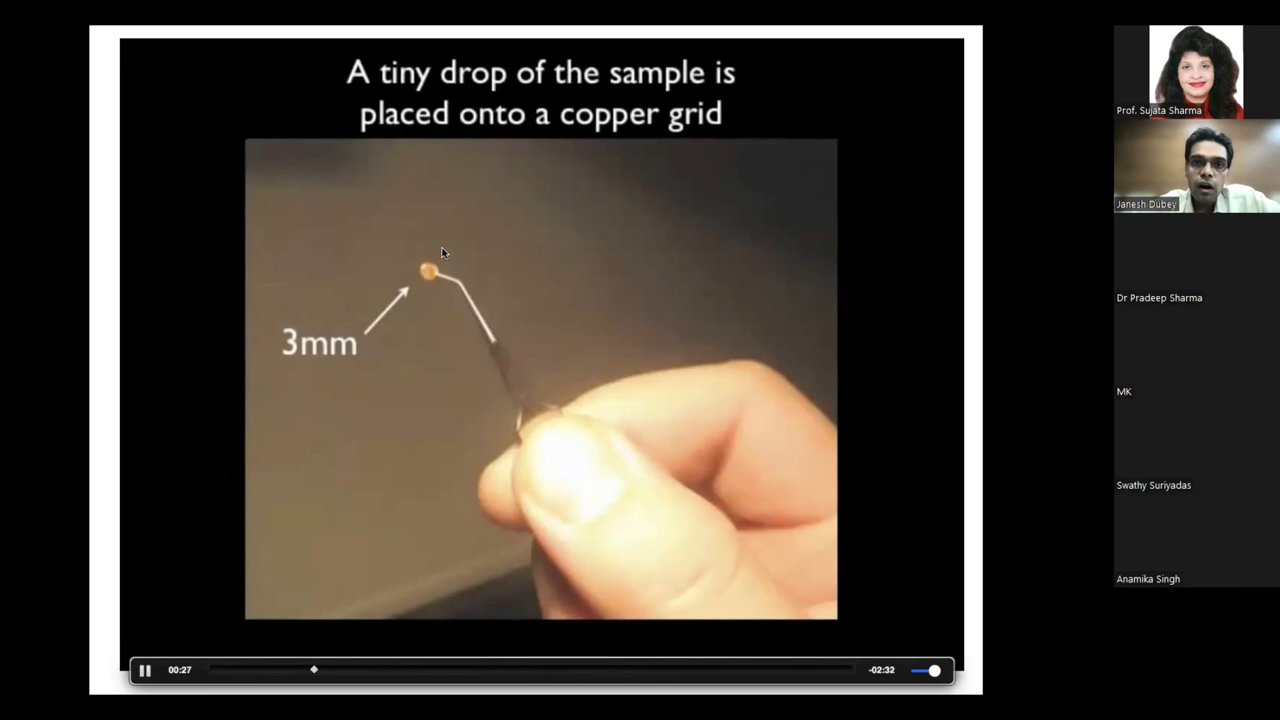 A tiny drop of the sample is
placed onto a copper grid
3mm
00:27
-02:32
Prof. Sujata Sharma
Janesh Dubey
Dr Pradeep Sharma
MK
Swathy Suriyadas
Anamika Singh